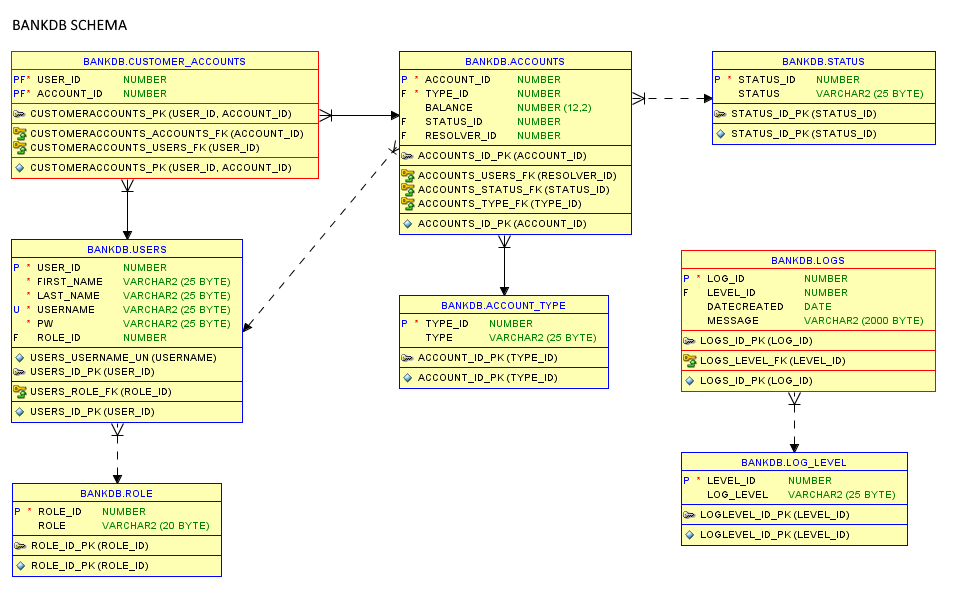 BANKDB SCHEMA
BANKDB.CUSTOMER_ACCOUNTS
PF* USER_ID NUMBER
PF* ACCOUNT_ID NUMBER
CUSTOMERACCOUNTS_PK (USER_ID, ACCOUNT_ID)
CUSTOMERACCOUNTS_ACCOUNTS_FK (ACCOUNT_ID)
CUSTOMERACCOUNTS_USERS_FK (USER_ID)
CUSTOMERACCOUNTS_PK (USER_ID, ACCOUNT_ID)
BANKDB.ACCOUNTS
P * ACCOUNT_ID NUMBER
F * TYPE_ID NUMBER
BALANCE NUMBER (12,2)
F STATUS_ID NUMBER
F RESOLVER_ID NUMBER
ACCOUNTS_ID_PK (ACCOUNT_ID)
ACCOUNTS_USERS_FK (RESOLVER_ID)
ACCOUNTS_STATUS_FK (STATUS_ID)
ACCOUNTS_TYPE_FK (TYPE_ID)
ACCOUNTS_ID_PK (ACCOUNT_ID)
BANKDB.STATUS
P * STATUS_ID NUMBER
STATUS VARCHAR2 (25 BYTE)
STATUS_ID_PK (STATUS_ID)
STATUS_ID_PK (STATUS_ID)
BANKDB.USERS
P * USER_ID NUMBER
* FIRST_NAME VARCHAR2 (25 BYTE)
* LAST_NAME VARCHAR2 (25 BYTE)
U * USERNAME VARCHAR2 (25 BYTE)
* PW VARCHAR2 (25 BYTE)
F ROLE_ID NUMBER
USERS_USERNAME_UN (USERNAME)
USERS_ID_PK (USER_ID)
USERS_ROLE_FK (ROLE_ID)
USERS_ID_PK (USER_ID)
BANKDB.ACCOUNT_TYPE
P * TYPE_ID NUMBER
TYPE VARCHAR2 (25 BYTE)
ACCOUNT_ID_PK (TYPE_ID)
ACCOUNT_ID_PK (TYPE_ID)
BANKDB.LOGS
P * LOG_ID NUMBER
F LEVEL_ID NUMBER
DATECREATED DATE
MESSAGE VARCHAR2 (2000 BYTE)
LOGS_ID_PK (LOG_ID)
LOGS_LEVEL_FK (LEVEL_ID)
LOGS_ID_PK (LOG_ID)
BANKDB.ROLE
P * ROLE_ID NUMBER
ROLE VARCHAR2 (20 BYTE)
ROLE_ID_PK (ROLE_ID)
ROLE_ID_PK (ROLE_ID)
BANKDB.LOG_LEVEL
P * LEVEL_ID NUMBER
LOG_LEVEL VARCHAR2 (25 BYTE)
LOGLEVEL_ID_PK (LEVEL_ID)
LOGLEVEL_ID_PK (LEVEL_ID)